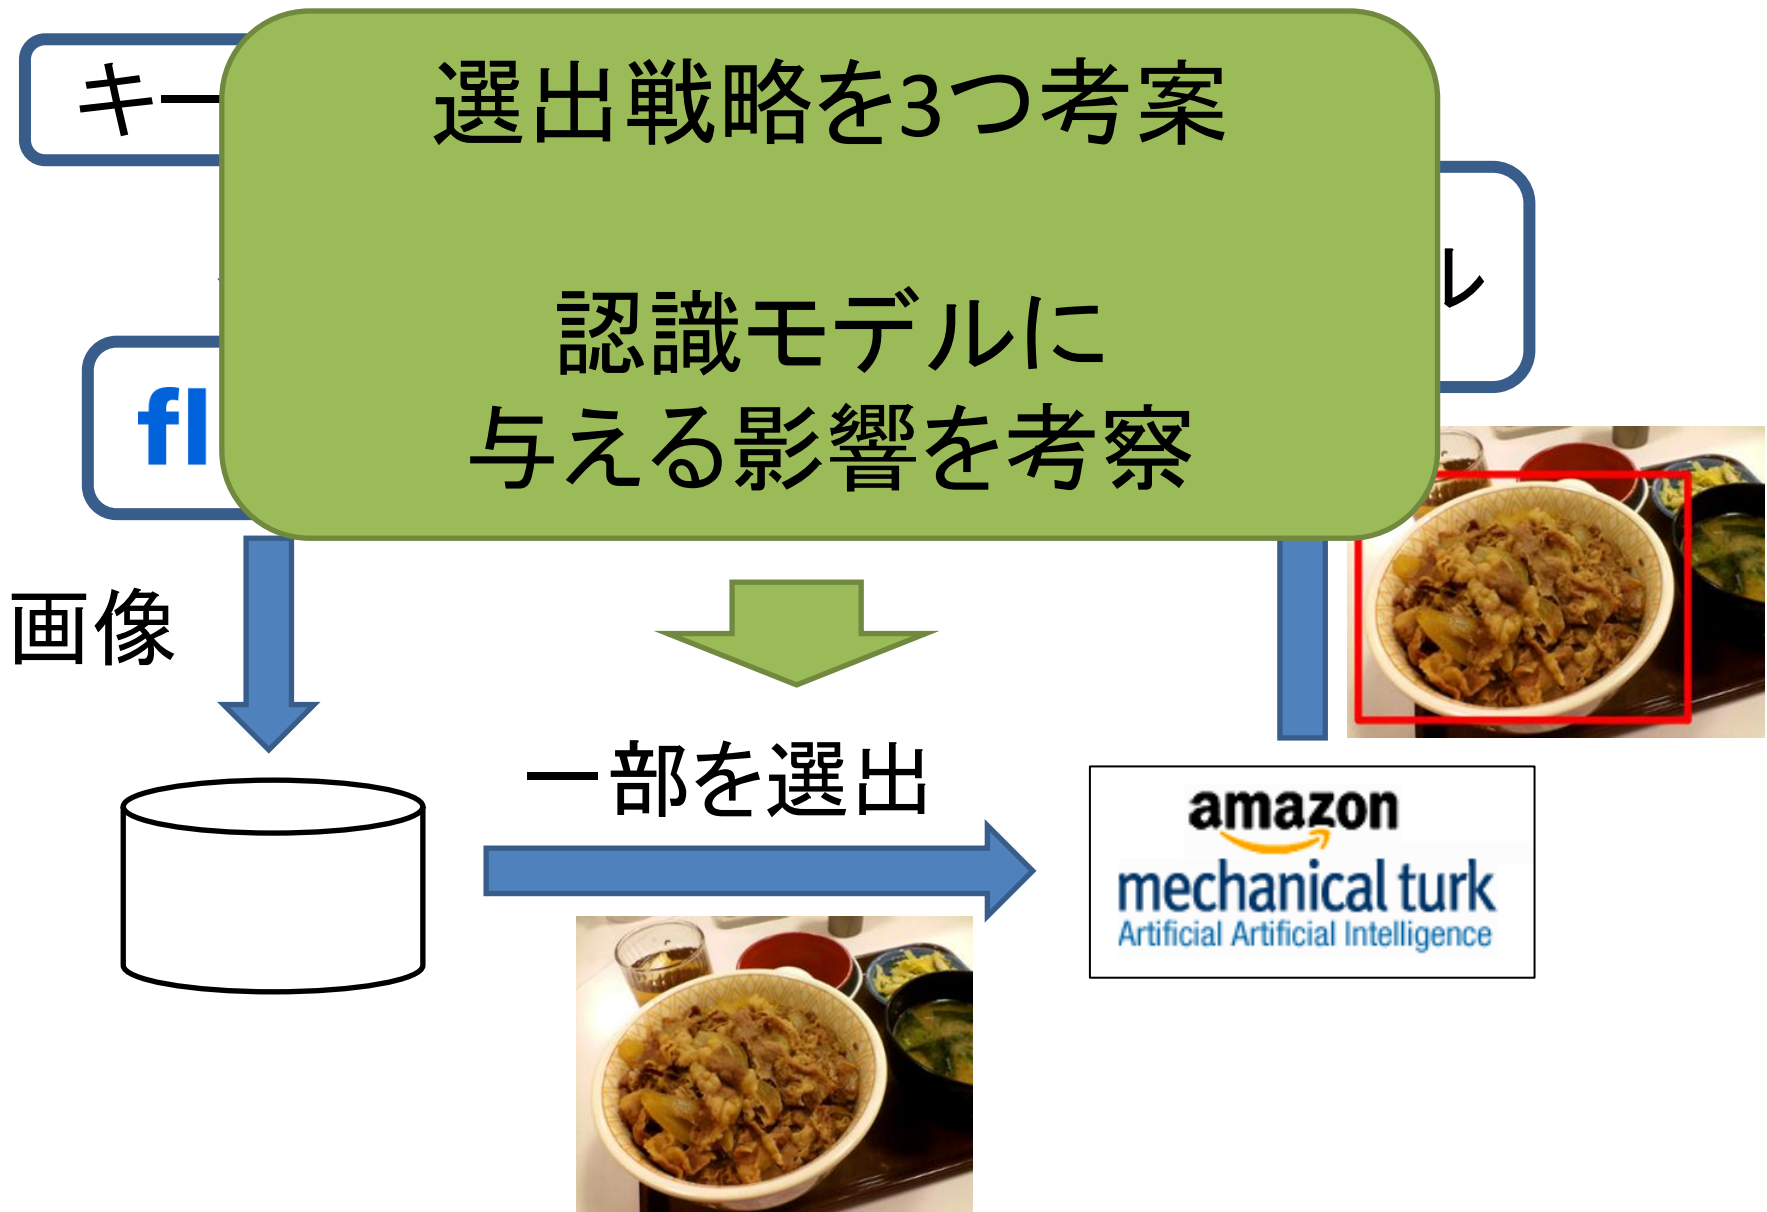 キー
選出戦略を3つ考案
ル
認識モデルに
与える影響を考察
fl
画像
一部を選出
amazon
mechanical turk
Artificial Artificial Intelligence